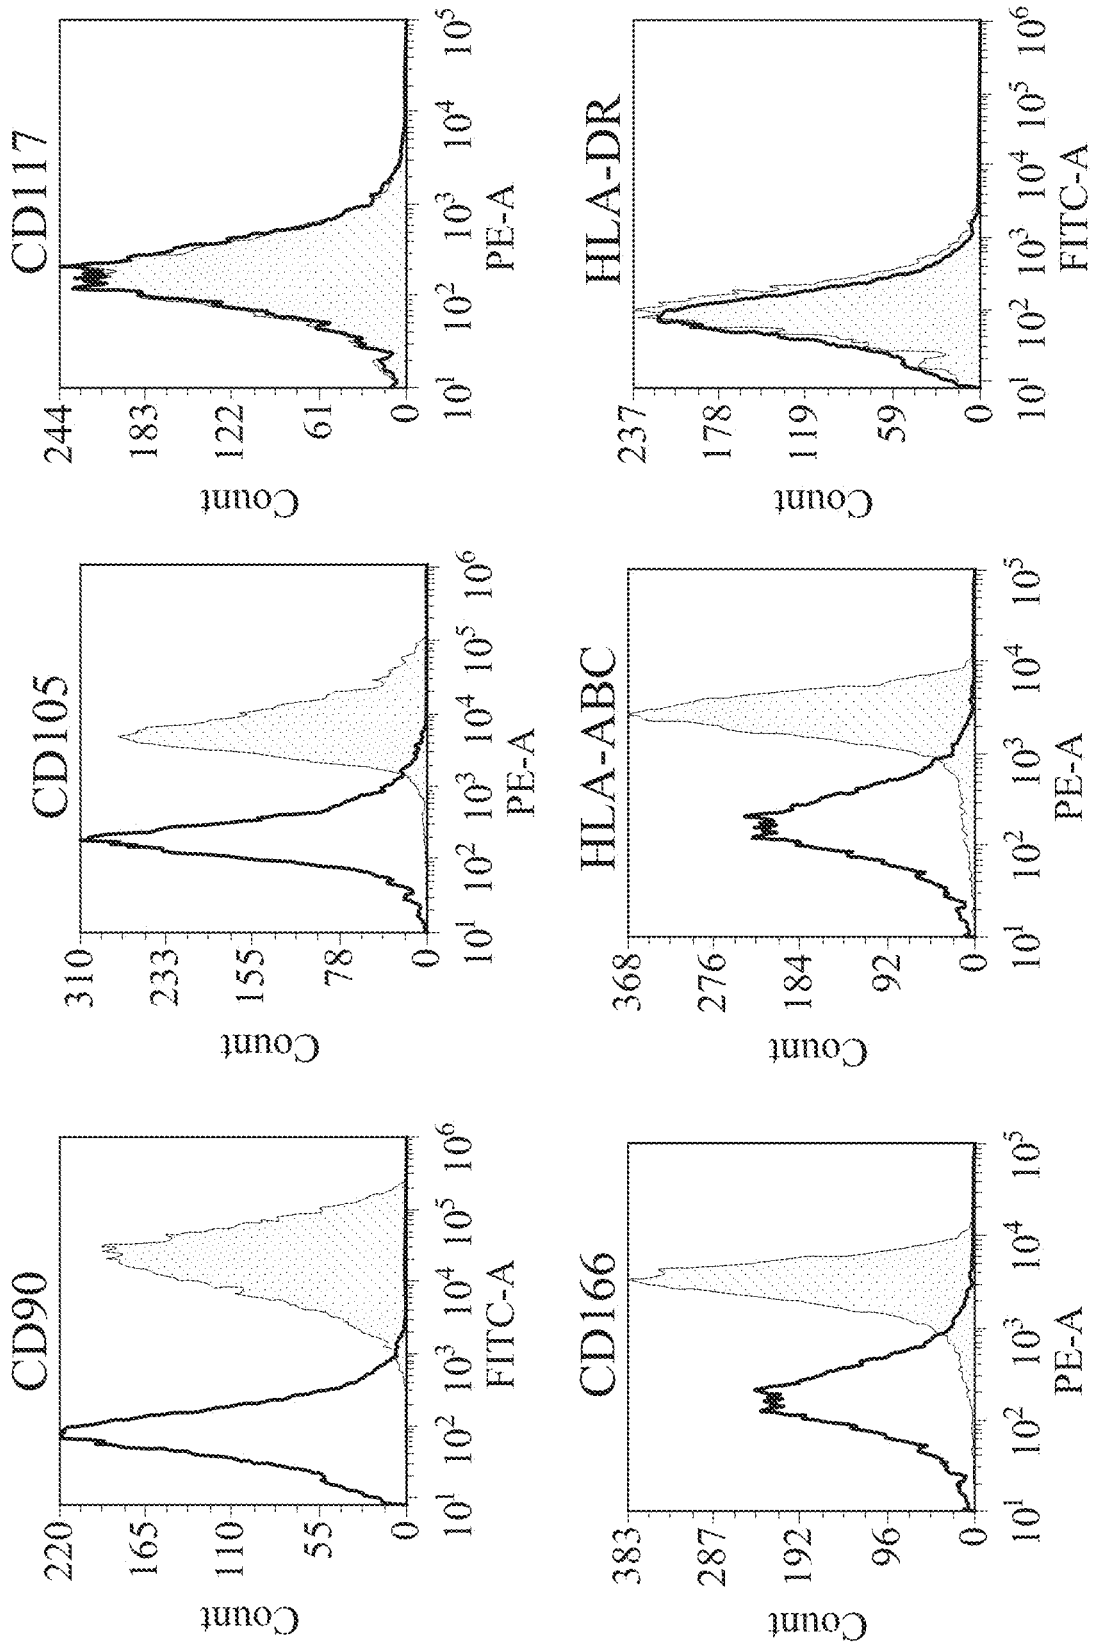 CD90
Count
220
165
110
55
0
10¹ 10² 10³ 10⁴ 10⁵ 10⁶
FITC-A
CD105
Count
310
233
155
78
0
10¹ 10² 10³ 10⁴ 10⁵ 10⁶
PE-A
CD117
Count
244
183
122
61
0
10¹ 10² 10³ 10⁴ 10⁵
PE-A
CD166
Count
383
287
192
96
0
10¹ 10² 10³ 10⁴ 10⁵
PE-A
HLA-ABC
Count
368
276
184
92
0
10¹ 10² 10³ 10⁴ 10⁵
PE-A
HLA-DR
Count
237
178
119
59
0
10¹ 10² 10³ 10⁴ 10⁵ 10⁶
FITC-A